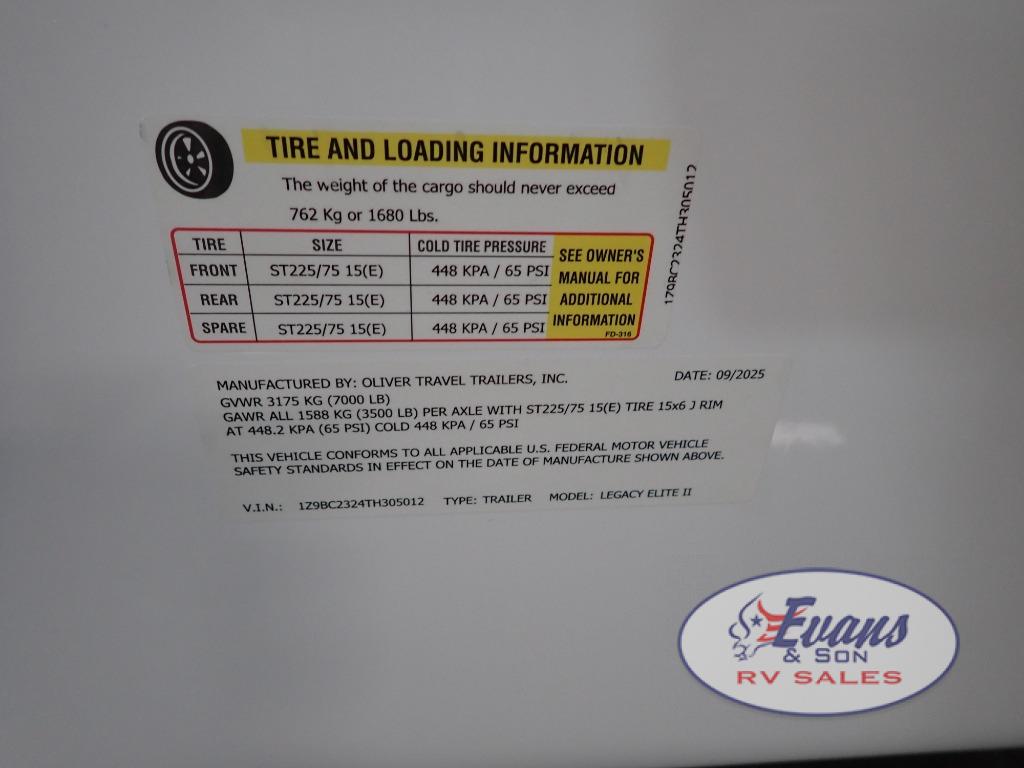 TIRE AND LOADING INFORMATION
The weight of the cargo should never exceed
762 Kg or 1680 Lbs.
TIRE SIZE COLD TIRE PRESSURE
FRONT ST225/75 15(E) 448 KPA / 65 PSI
REAR ST225/75 15(E) 448 KPA / 65 PSI
SPARE ST225/75 15(E) 448 KPA / 65 PSI
SEE OWNER'S
MANUAL FOR
ADDITIONAL
INFORMATION
FD-316
1Z9BC2324TH305012
MANUFACTURED BY: OLIVER TRAVEL TRAILERS, INC. DATE: 09/2025
GVWR 3175 KG (7000 LB)
GAWR ALL 1588 KG (3500 LB) PER AXLE WITH ST225/75 15(E) TIRE 15x6 J RIM
AT 448.2 KPA (65 PSI) COLD 448 KPA / 65 PSI
THIS VEHICLE CONFORMS TO ALL APPLICABLE U.S. FEDERAL MOTOR VEHICLE
SAFETY STANDARDS IN EFFECT ON THE DATE OF MANUFACTURE SHOWN ABOVE.
V.I.N.: 1Z9BC2324TH305012 TYPE: TRAILER MODEL: LEGACY ELITE II
Evans
& SON
RV SALES